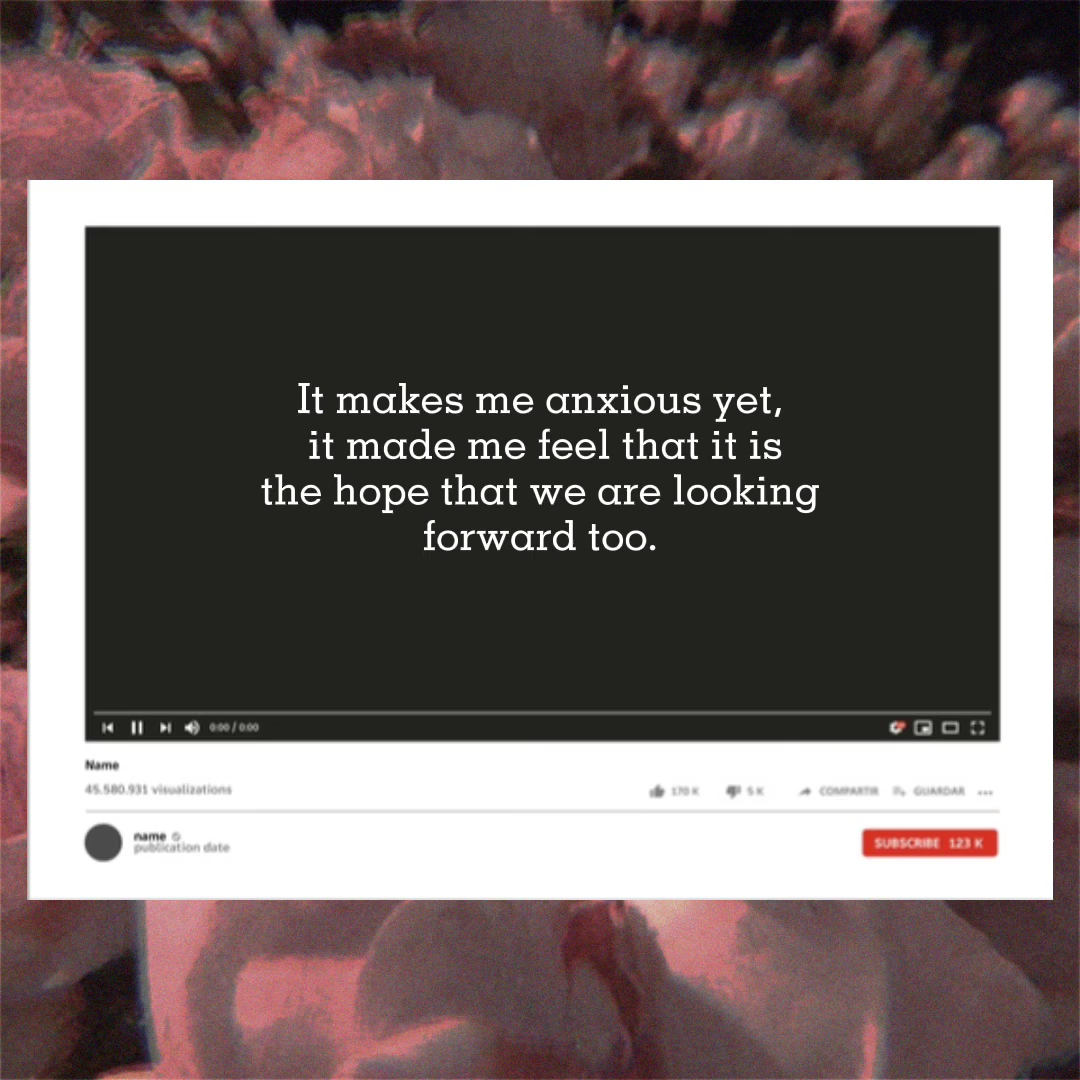 It makes me anxious yet,
it made me feel that it is
the hope that we are looking
forward too.
0:00 / 0:00
Name
45.580.931 visualizations
170 K
5 K
COMPARTIR
GUARDAR
name
publication date
SUBSCRIBE 123 K